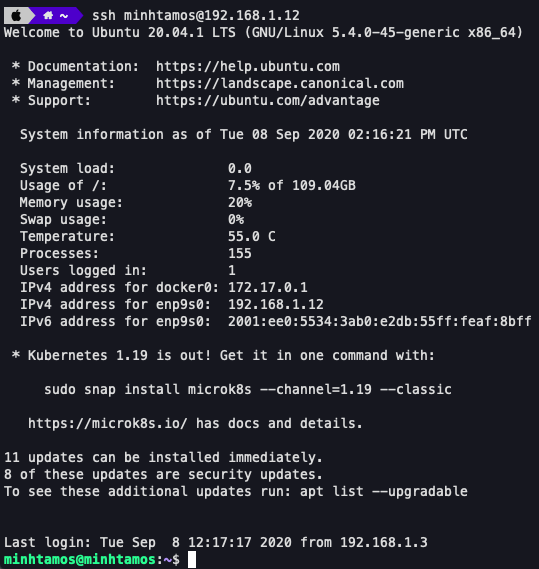 ~ ssh minhtamos@192.168.1.12
Welcome to Ubuntu 20.04.1 LTS (GNU/Linux 5.4.0-45-generic x86_64)
* Documentation: https://help.ubuntu.com
* Management: https://landscape.canonical.com
* Support: https://ubuntu.com/advantage
System information as of Tue 08 Sep 2020 02:16:21 PM UTC
System load: 0.0
Usage of /: 7.5% of 109.04GB
Memory usage: 20%
Swap usage: 0%
Temperature: 55.0 C
Processes: 155
Users logged in: 1
IPv4 address for docker0: 172.17.0.1
IPv4 address for enp9s0: 192.168.1.12
IPv6 address for enp9s0: 2001:ee0:5534:3ab0:e2db:55ff:feaf:8bff
* Kubernetes 1.19 is out! Get it in one command with:
sudo snap install microk8s --channel=1.19 --classic
https://microk8s.io/ has docs and details.
11 updates can be installed immediately.
8 of these updates are security updates.
To see these additional updates run: apt list --upgradable
Last login: Tue Sep  8 12:17:17 2020 from 192.168.1.3
minhtamos@minhtamos:~$